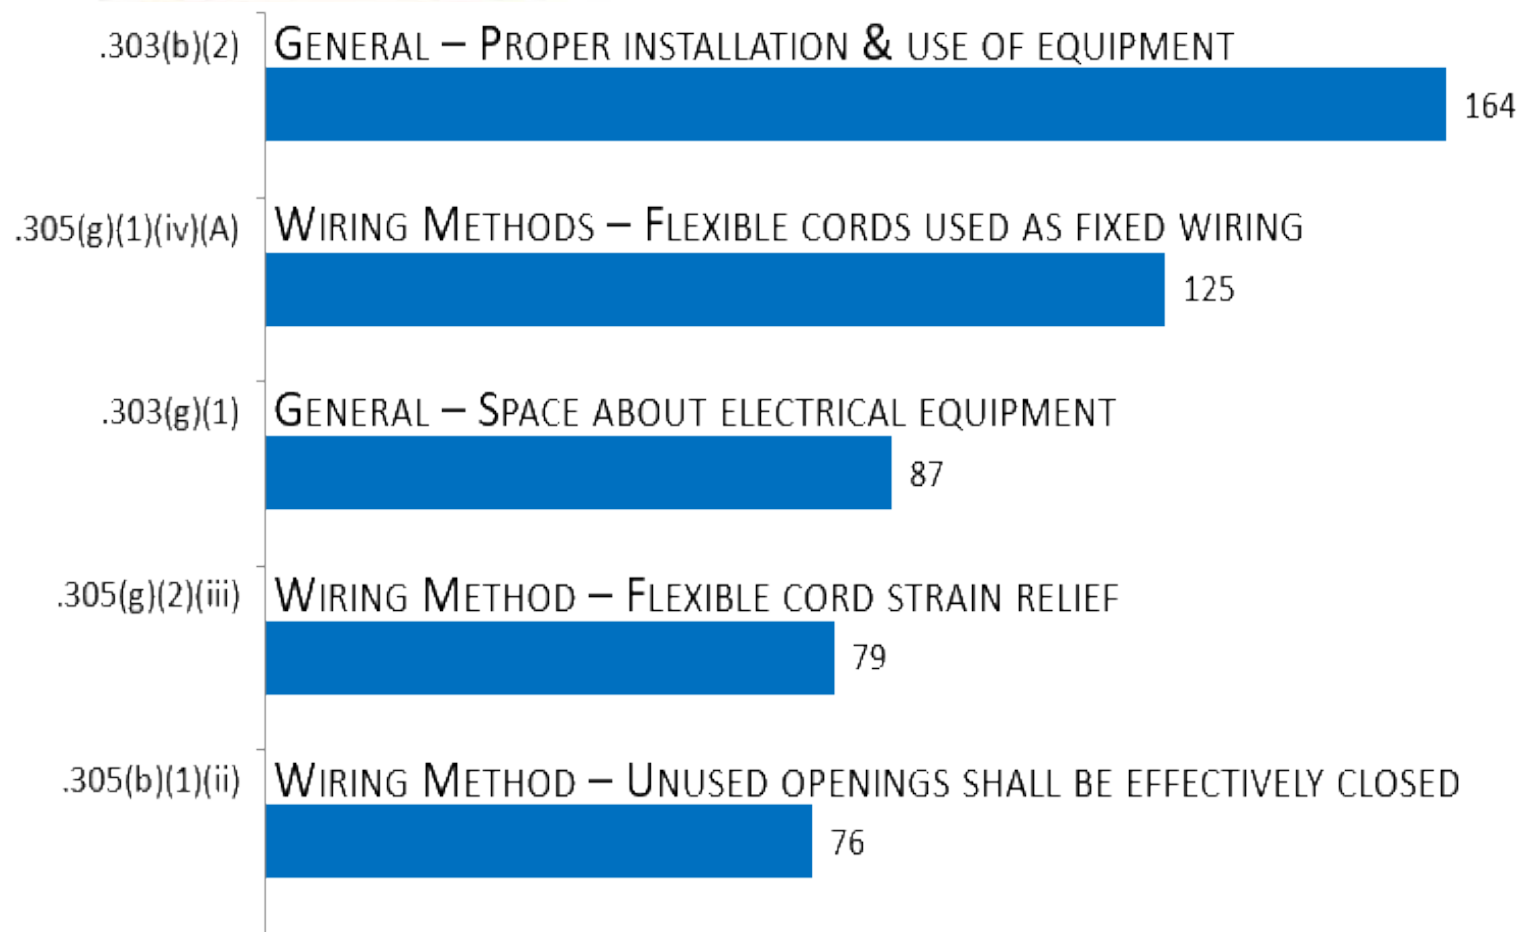 .303(b)(2) General – Proper installation & use of equipment
164
.305(g)(1)(iv)(A) Wiring Methods – Flexible cords used as fixed wiring
125
.303(g)(1) General – Space about electrical equipment
87
.305(g)(2)(iii) Wiring Method – Flexible cord strain relief
79
.305(b)(1)(ii) Wiring Method – Unused openings shall be effectively closed
76